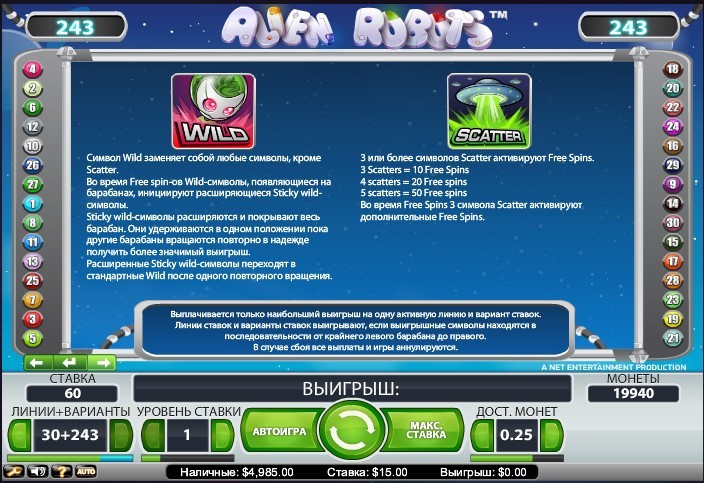 243
ALIEN ROBOTS™
243
4
2
6
12
10
26
27
1
8
11
13
25
7
3
5
18
20
22
24
16
29
9
14
30
15
17
28
23
19
21
WILD
SCATTER
Символ Wild заменяет собой любые символы, кроме
Scatter.
Во время Free spin-ов Wild-символы, появляющиеся на
барабанах, инициируют расширяющиеся Sticky wild-
символы.
Sticky wild-символы расширяются и покрывают весь
барабан. Они удерживаются в одном положении пока
другие барабаны вращаются повторно в надежде
получить более значимый выигрыш.
Расширенные Sticky wild-символы переходят в
стандартные Wild после одного повторного вращения.
3 или более символов Scatter активируют Free Spins.
3 Scatters = 10 Free Spins
4 scatters = 20 Free spins
5 scatters = 50 Free spins
Во время Free Spins 3 символа Scatter активируют
дополнительные Free Spins.
Выплачивается только наибольший выигрыш на одну активную линию и вариант ставок.
Линии ставок и варианты ставок выигрывают, если выигрышные символы находятся в
последовательности от крайнего левого барабана до правого.
В случае сбоя все выплаты и игры аннулируются.
A NET ENTERTAINMENT PRODUCTION
СТАВКА
60
ВЫИГРЫШ:
МОНЕТЫ
19940
ЛИНИИ+ВАРИАНТЫ
30+243
УРОВЕНЬ СТАВКИ
1
АВТОИГРА
МАКС.
СТАВКА
ДОСТ. МОНЕТ
0.25
?
AUTO
Наличные: $4,985.00 Ставка: $15.00 Выигрыш: $0.00